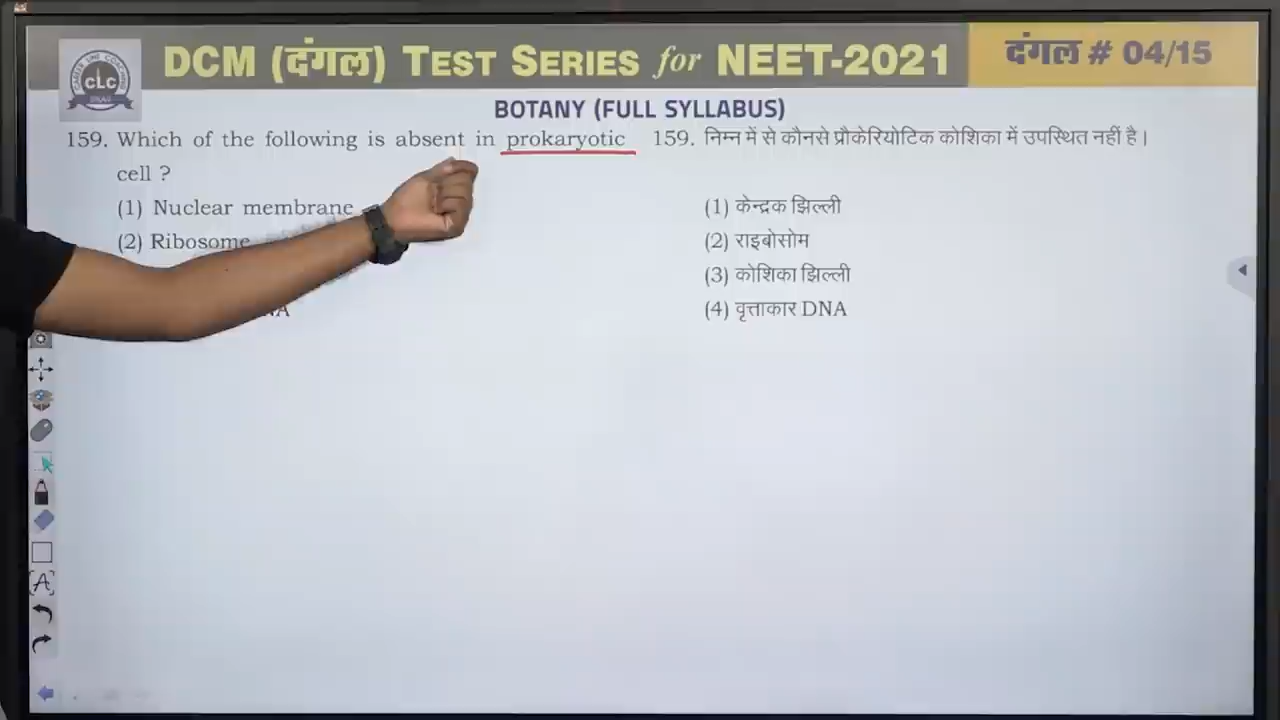 DCM (दंगल) TEST SERIES for NEET-2021
दंगल # 04/15
CLC
BOTANY (FULL SYLLABUS)
159. Which of the following is absent in prokaryotic
cell ?
(1) Nuclear membrane
(2) Ribosome
159. निम्न में से कौनसे प्रौकेरियोटिक कोशिका में उपस्थित नहीं है।
(1) केन्द्रक झिल्ली
(2) राइबोसोम
(3) कोशिका झिल्ली
(4) वृत्ताकार DNA